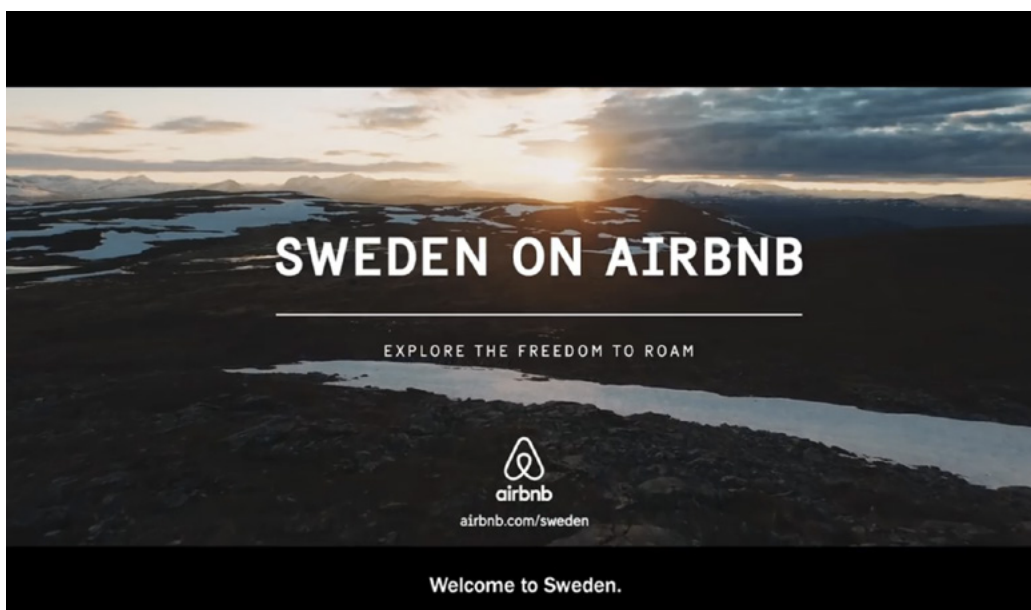 SWEDEN ON AIRBNB
EXPLORE THE FREEDOM TO ROAM
airbnb
airbnb.com/sweden
Welcome to Sweden.